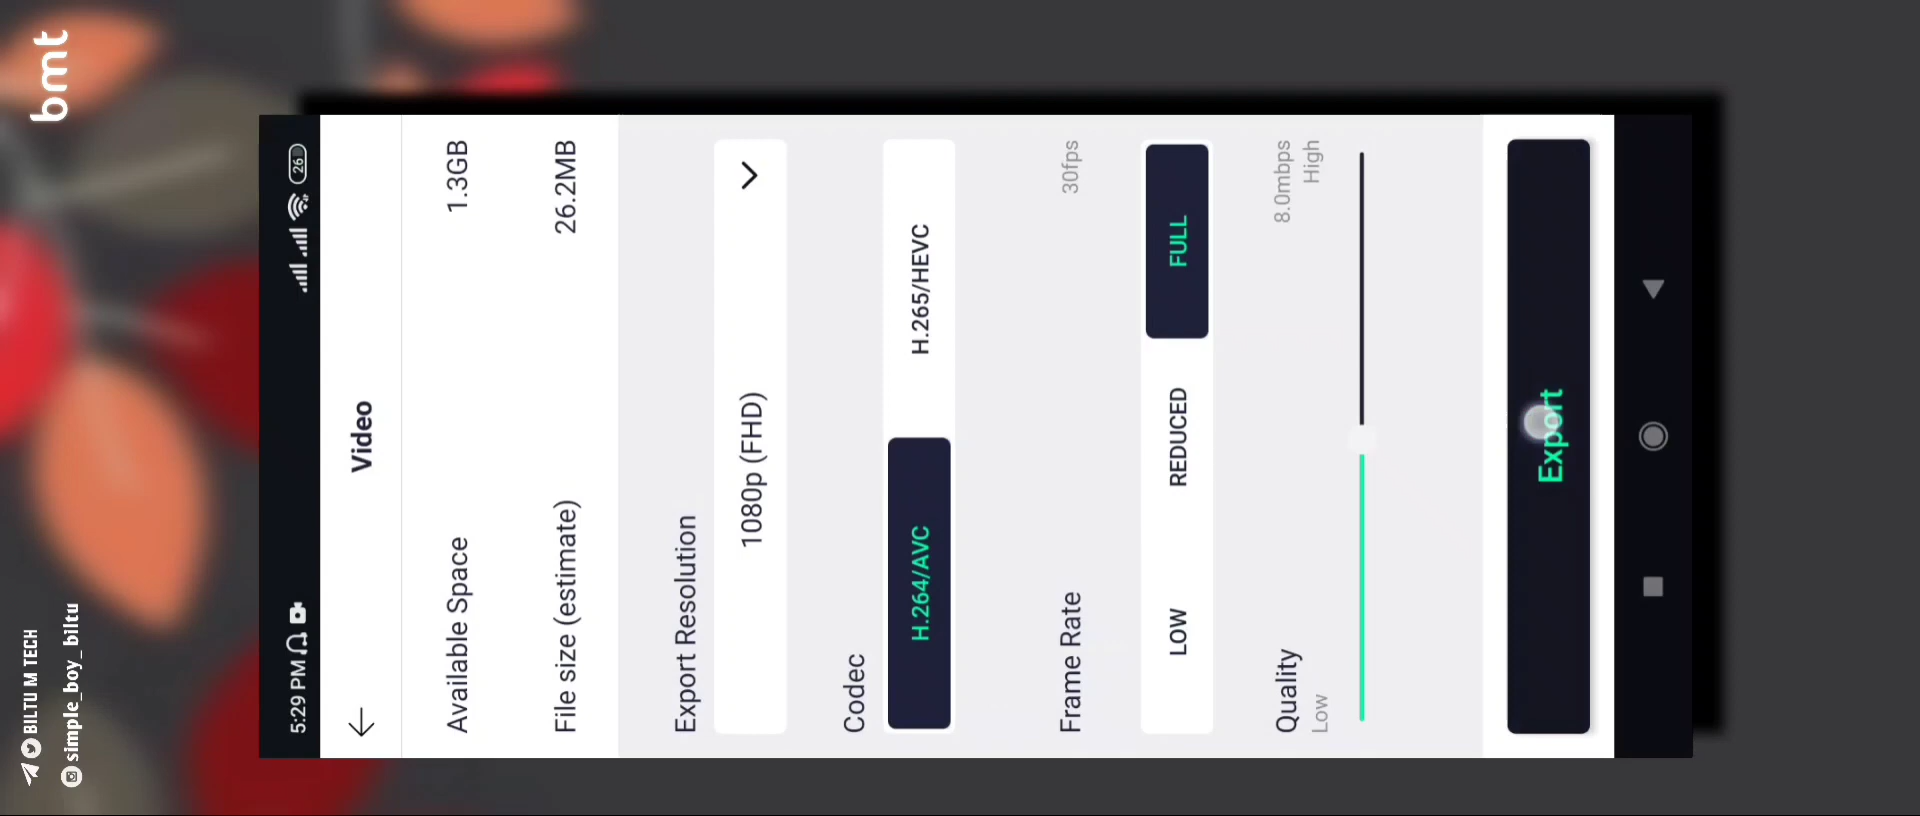 bmt
BILTU M TECH
simple_boy_biltu
5:29 PM 26
Video
Available Space 1.3GB
File size (estimate) 26.2MB
Export Resolution
1080p (FHD)
Codec
H.264/AVC H.265/HEVC
Frame Rate 30fps
LOW REDUCED FULL
Quality 8.0mbps
Low High
Export